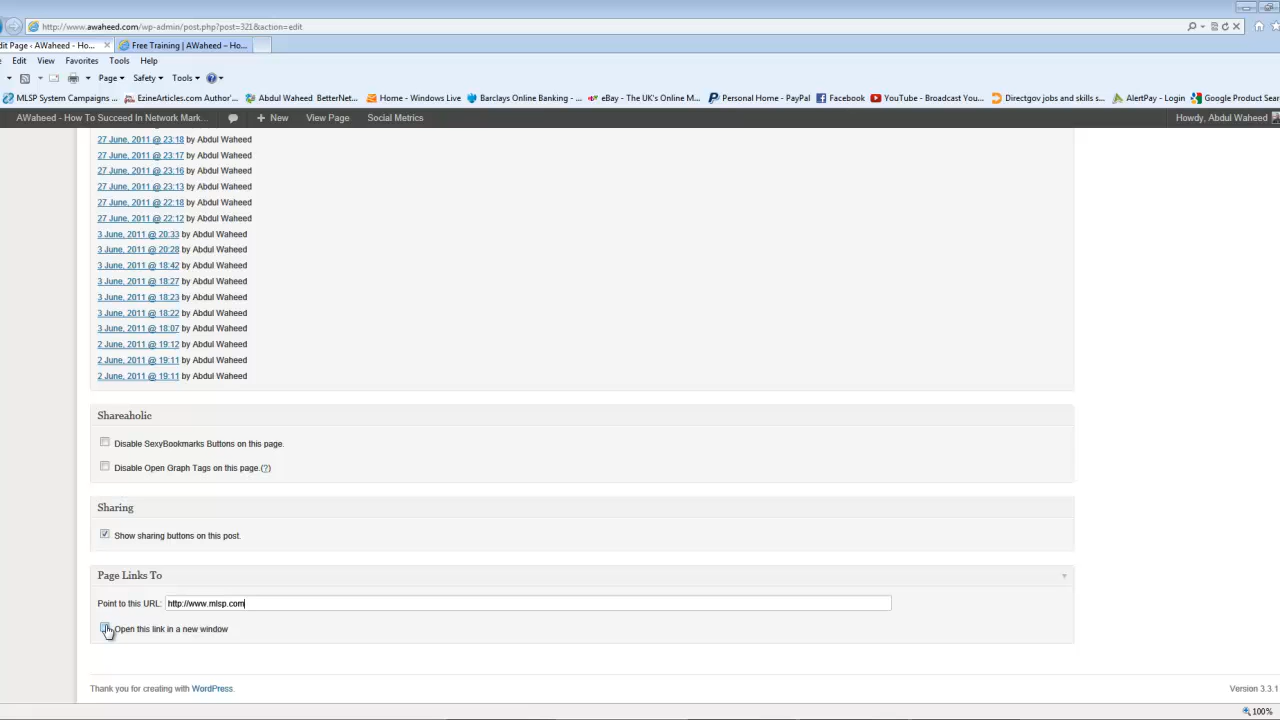 http://www.awaheed.com/wp-admin/post.php?post=321&action=edit
dit Page ‹ AWaheed - Ho... Free Training | AWaheed – Ho...
Edit View Favorites Tools Help
Page Safety Tools
MLSP System Campaigns ... EzineArticles.com Author'... Abdul Waheed BetterNet... Home - Windows Live Barclays Online Banking - ... eBay - The UK's Online M... Personal Home - PayPal Facebook YouTube - Broadcast You... Directgov jobs and skills s... AlertPay - Login Google Product Sear
AWaheed - How To Succeed In Network Mark... + New View Page Social Metrics Howdy, Abdul Waheed
27 June, 2011 @ 23:18 by Abdul Waheed
27 June, 2011 @ 23:17 by Abdul Waheed
27 June, 2011 @ 23:16 by Abdul Waheed
27 June, 2011 @ 23:13 by Abdul Waheed
27 June, 2011 @ 22:18 by Abdul Waheed
27 June, 2011 @ 22:12 by Abdul Waheed
3 June, 2011 @ 20:33 by Abdul Waheed
3 June, 2011 @ 20:28 by Abdul Waheed
3 June, 2011 @ 18:42 by Abdul Waheed
3 June, 2011 @ 18:27 by Abdul Waheed
3 June, 2011 @ 18:23 by Abdul Waheed
3 June, 2011 @ 18:22 by Abdul Waheed
3 June, 2011 @ 18:07 by Abdul Waheed
2 June, 2011 @ 19:12 by Abdul Waheed
2 June, 2011 @ 19:11 by Abdul Waheed
2 June, 2011 @ 19:11 by Abdul Waheed
Shareaholic
Disable SexyBookmarks Buttons on this page.
Disable Open Graph Tags on this page.(?)
Sharing
Show sharing buttons on this post.
Page Links To
Point to this URL: http://www.mlsp.com
Open this link in a new window
Thank you for creating with WordPress. Version 3.3.1
100%